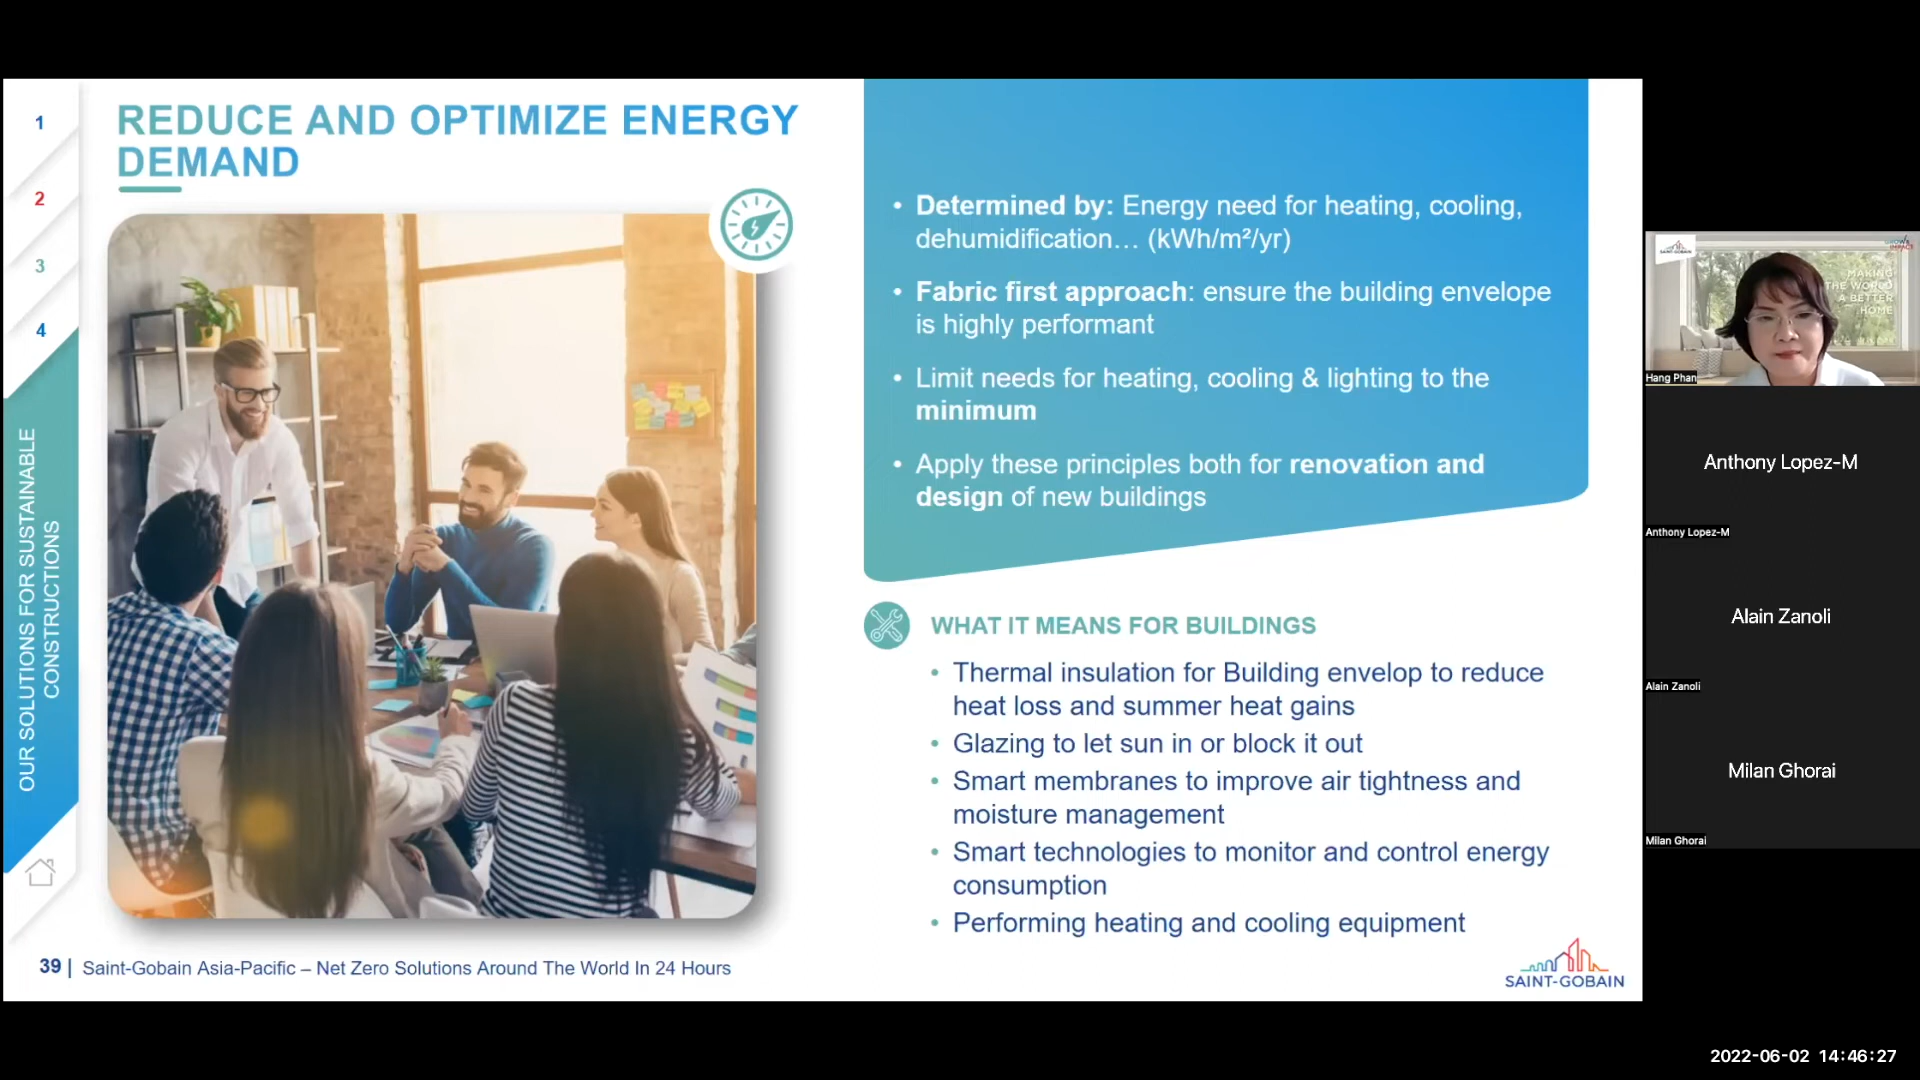 1
2
3
4
OUR SOLUTIONS FOR SUSTAINABLE
CONSTRUCTIONS
REDUCE AND OPTIMIZE ENERGY
DEMAND
• Determined by: Energy need for heating, cooling,
dehumidification… (kWh/m²/yr)
• Fabric first approach: ensure the building envelope
is highly performant
• Limit needs for heating, cooling & lighting to the
minimum
• Apply these principles both for renovation and
design of new buildings
WHAT IT MEANS FOR BUILDINGS
• Thermal insulation for Building envelop to reduce
heat loss and summer heat gains
• Glazing to let sun in or block it out
• Smart membranes to improve air tightness and
moisture management
• Smart technologies to monitor and control energy
consumption
• Performing heating and cooling equipment
39 | Saint-Gobain Asia-Pacific – Net Zero Solutions Around The World In 24 Hours
SAINT-GOBAIN
SAINT-GOBAIN
MAKING
THE WORLD
A BETTER
HOME
Hang Phan
Anthony Lopez-M
Anthony Lopez-M
Alain Zanoli
Alain Zanoli
Milan Ghorai
Milan Ghorai
2022-06-02 14:46:27